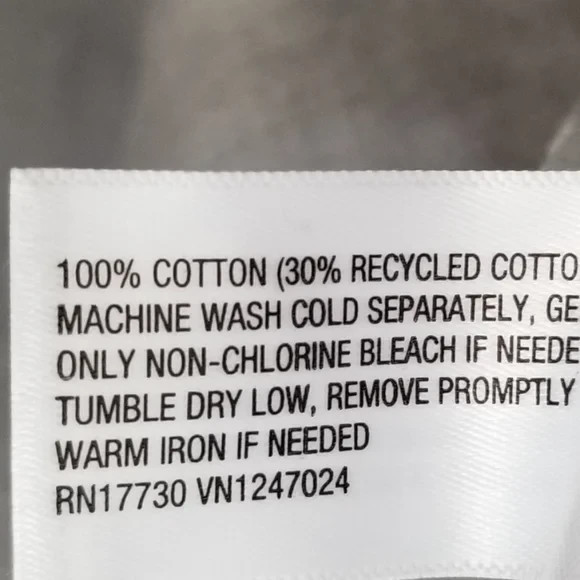 100% COTTON (30% RECYCLED COTTO
MACHINE WASH COLD SEPARATELY, GE
ONLY NON-CHLORINE BLEACH IF NEEDE
TUMBLE DRY LOW, REMOVE PROMPTLY
WARM IRON IF NEEDED
RN17730 VN1247024